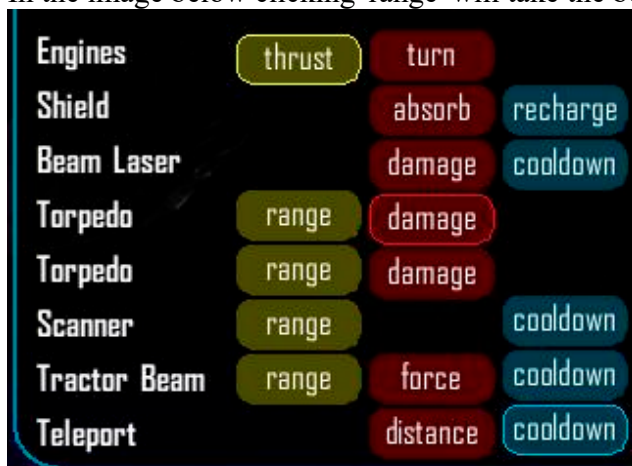 Engines thrust turn
Shield absorb recharge
Beam Laser damage cooldown
Torpedo range damage
Torpedo range damage
Scanner range cooldown
Tractor Beam range force cooldown
Teleport distance cooldown